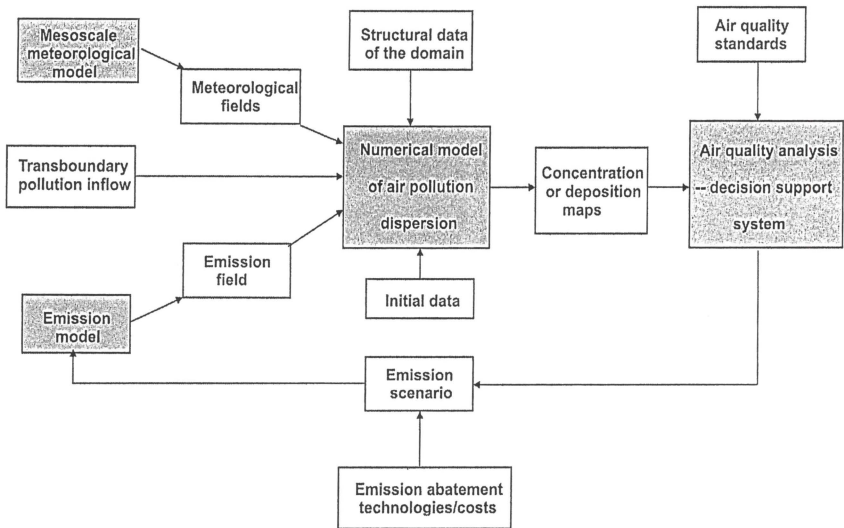 Mesoscale
meteorological
model
Structural data
of the domain
Air quality
standards
Meteorological
fields
Transboundary
pollution inflow
Numerical model
of air pollution
dispersion
Concentration
or deposition
maps
Air quality analysis
-- decision support
system
Emission
field
Initial data
Emission
model
Emission
scenario
Emission abatement
technologies/costs